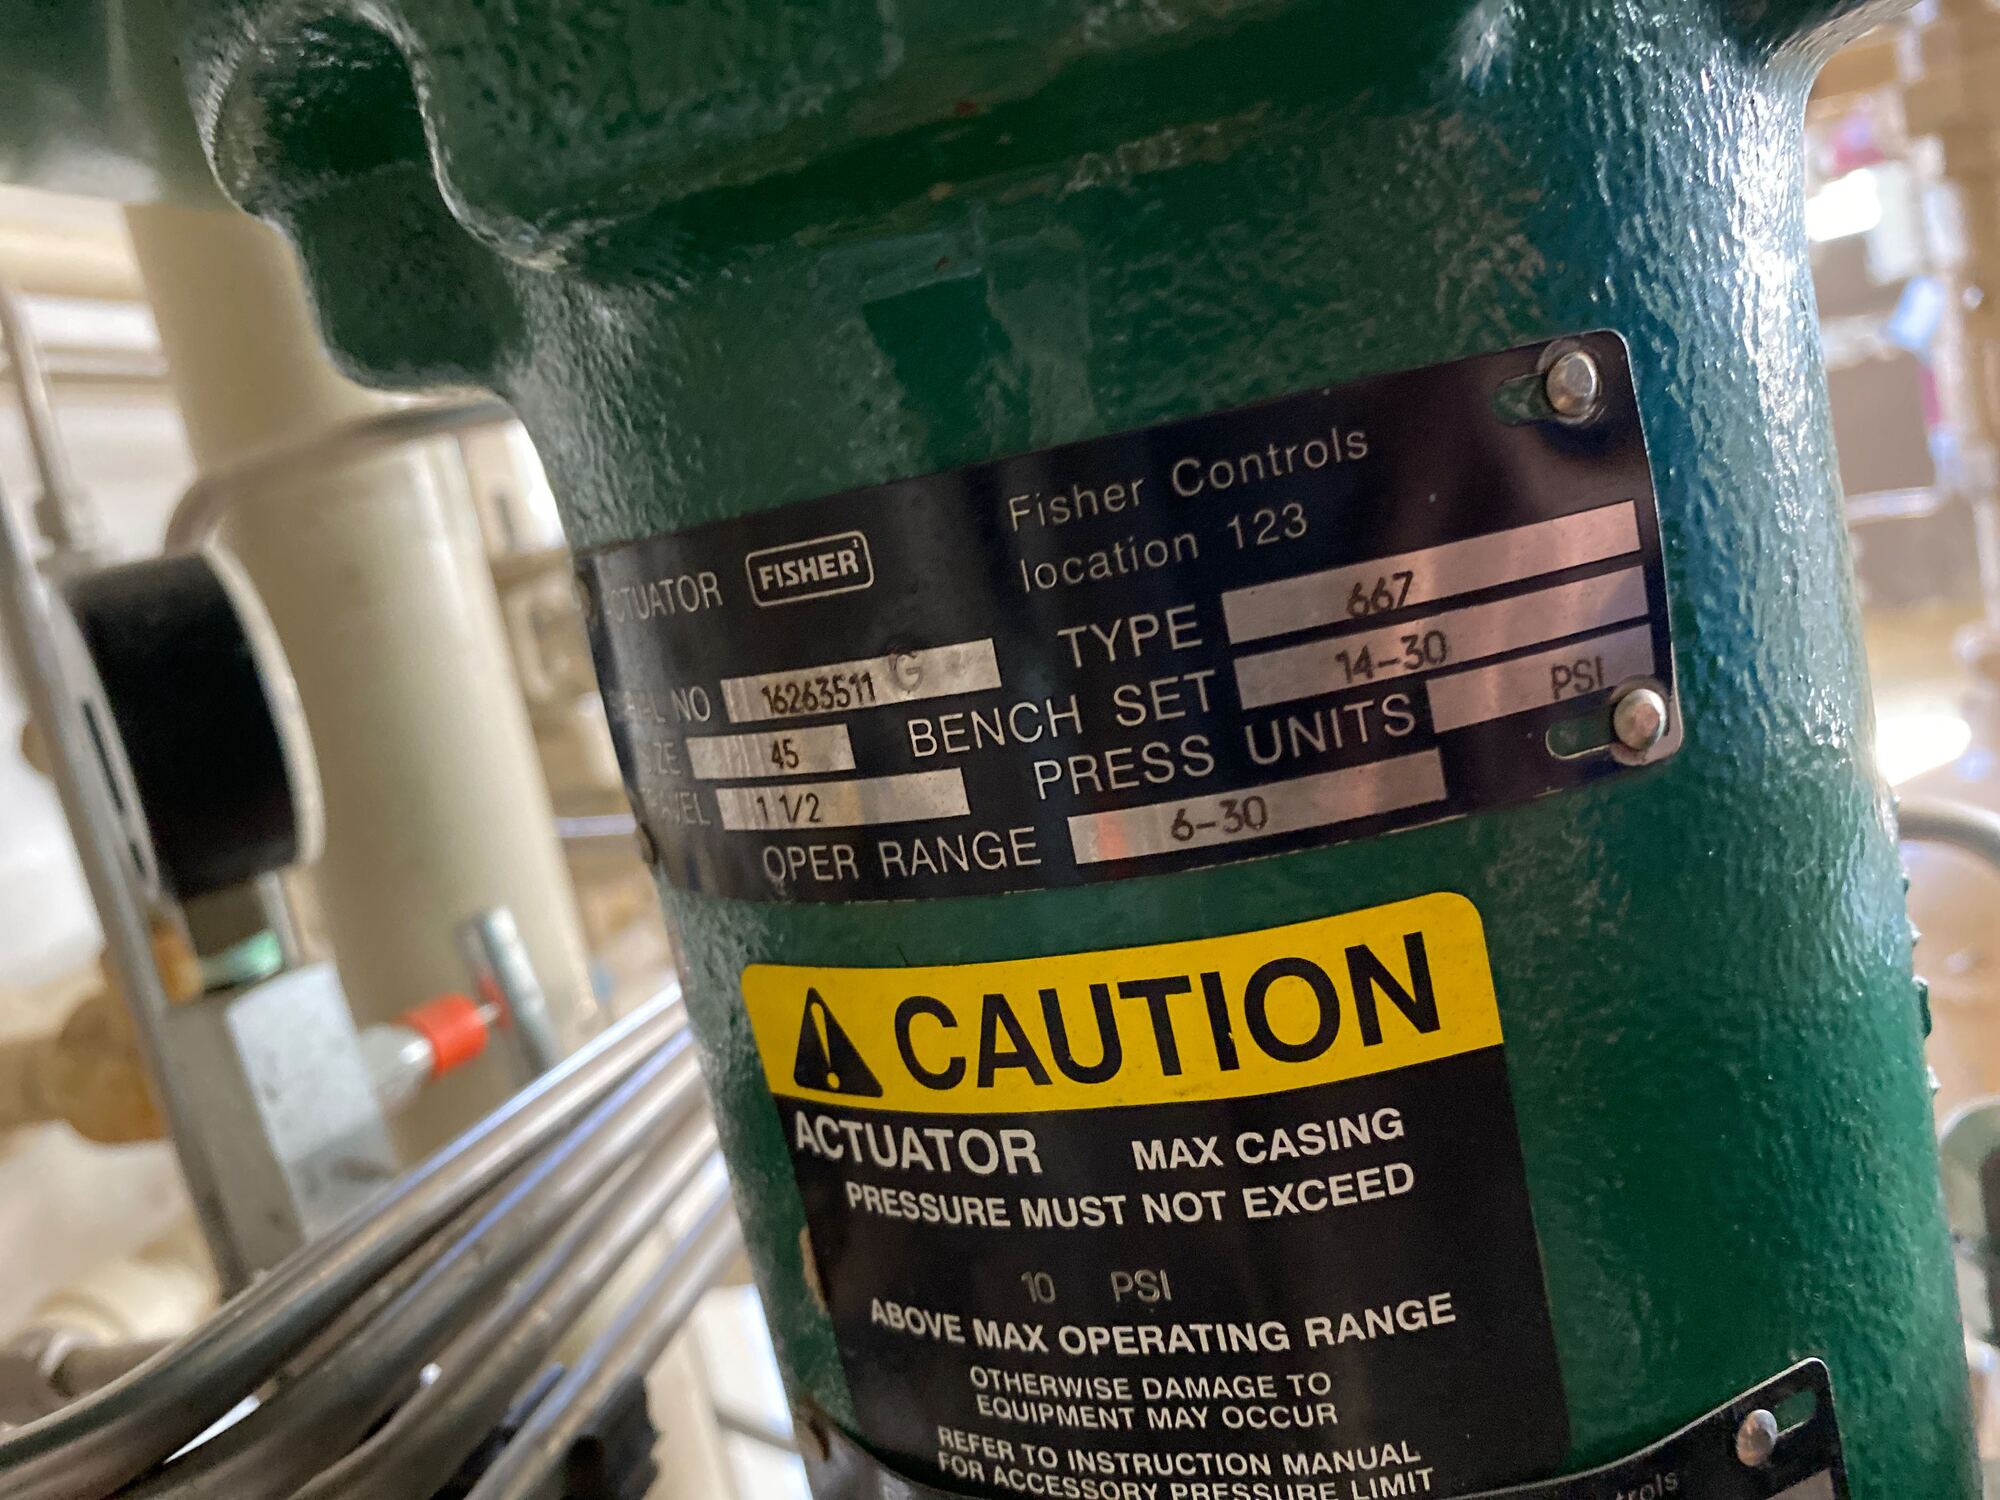 ACTUATOR FISHER
Fisher Controls
location 123
TYPE 667
NO 16263511 G
BENCH SET 14-30
45
PRESS UNITS PSI
1 1/2
OPER RANGE 6-30
CAUTION
ACTUATOR MAX CASING
PRESSURE MUST NOT EXCEED
10 PSI
ABOVE MAX OPERATING RANGE
OTHERWISE DAMAGE TO
EQUIPMENT MAY OCCUR
REFER TO INSTRUCTION MANUAL
FOR ACCESSORY PRESSURE LIMIT